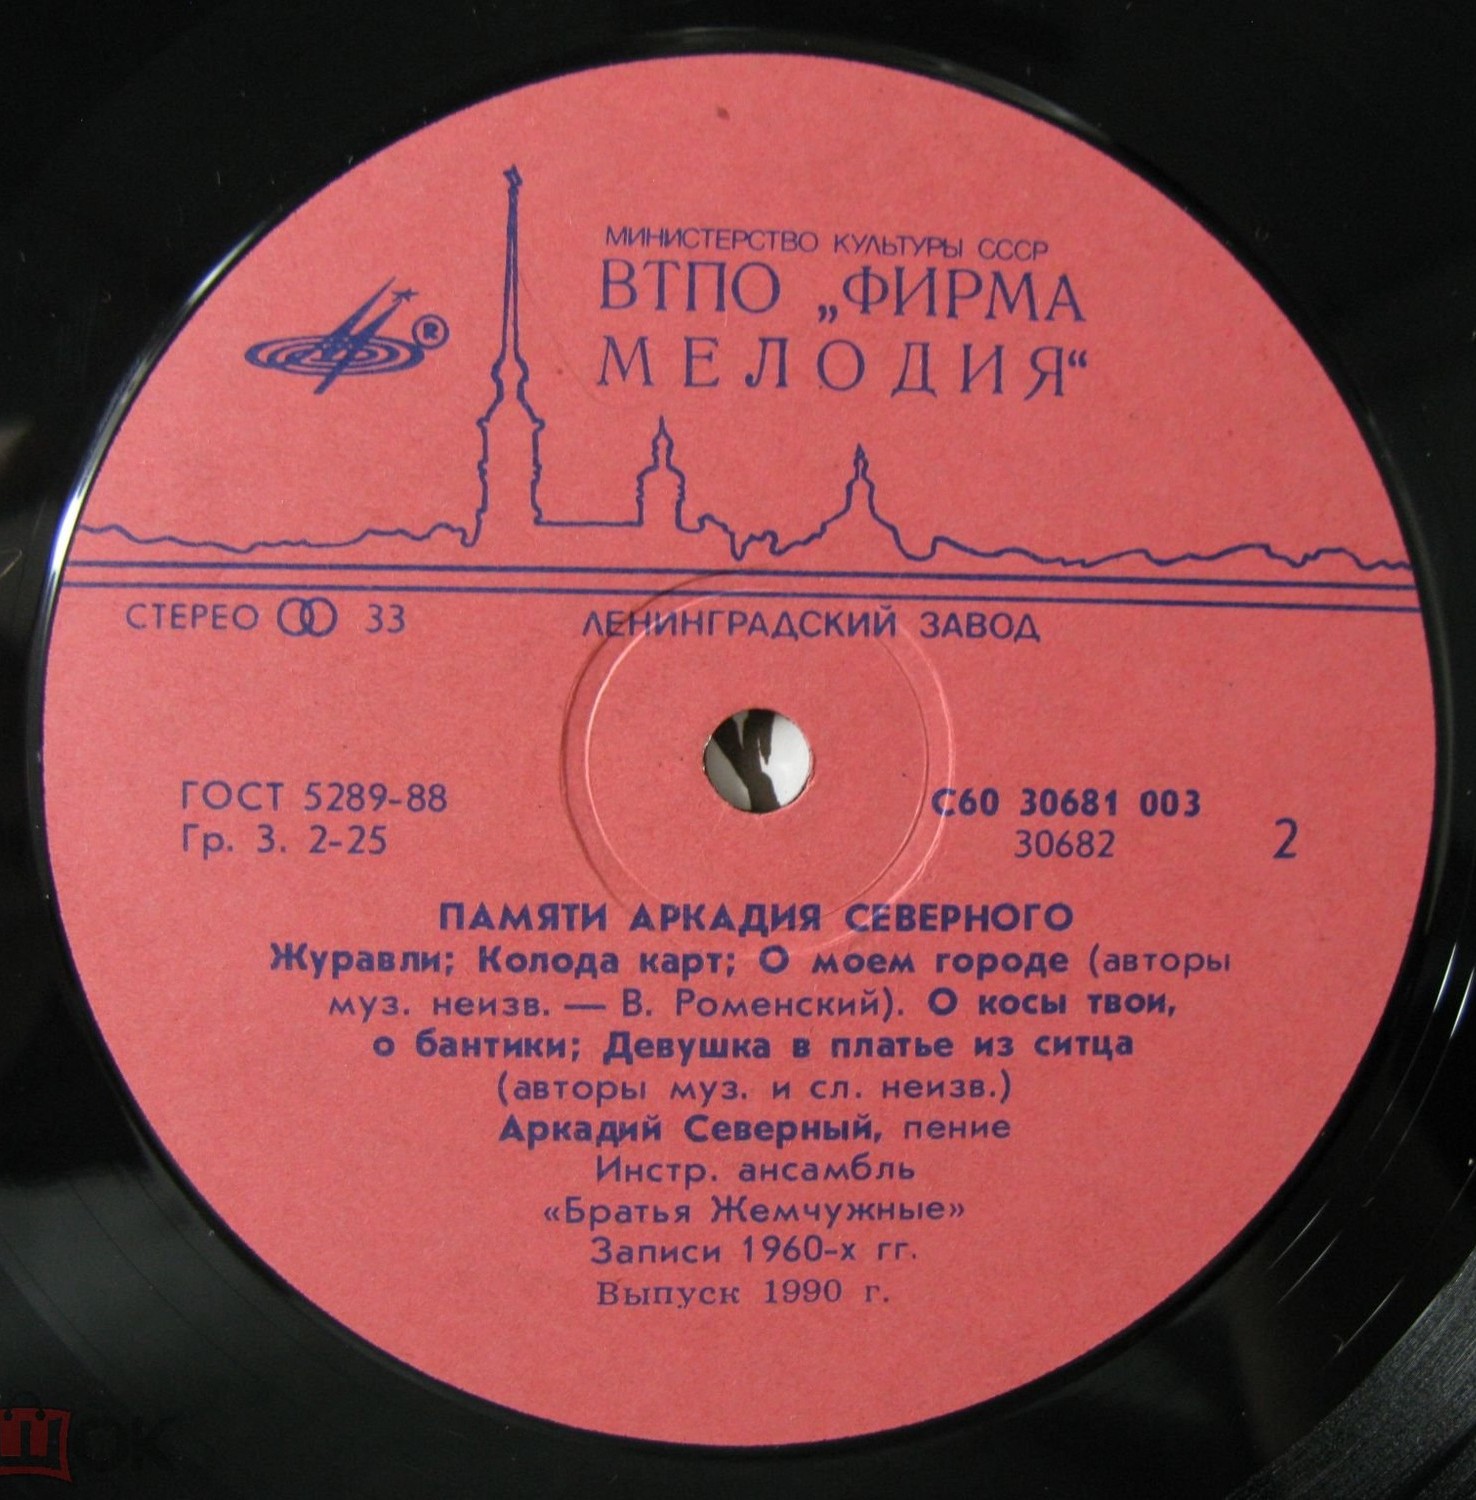 МИНИСТЕРСТВО КУЛЬТУРЫ СССР
ВТПО „ФИРМА
МЕЛОДИЯ“
®
СТЕРЕО 33
ЛЕНИНГРАДСКИЙ ЗАВОД
ГОСТ 5289-88
Гр. 3. 2-25
С60 30681 003
30682
2
ПАМЯТИ АРКАДИЯ СЕВЕРНОГО
Журавли; Колода карт; О моем городе (авторы
муз. неизв. — В. Роменский). О косы твои,
о бантики; Девушка в платье из ситца
(авторы муз. и сл. неизв.)
Аркадий Северный, пение
Инстр. ансамбль
«Братья Жемчужные»
Записи 1960-х гг.
Выпуск 1990 г.